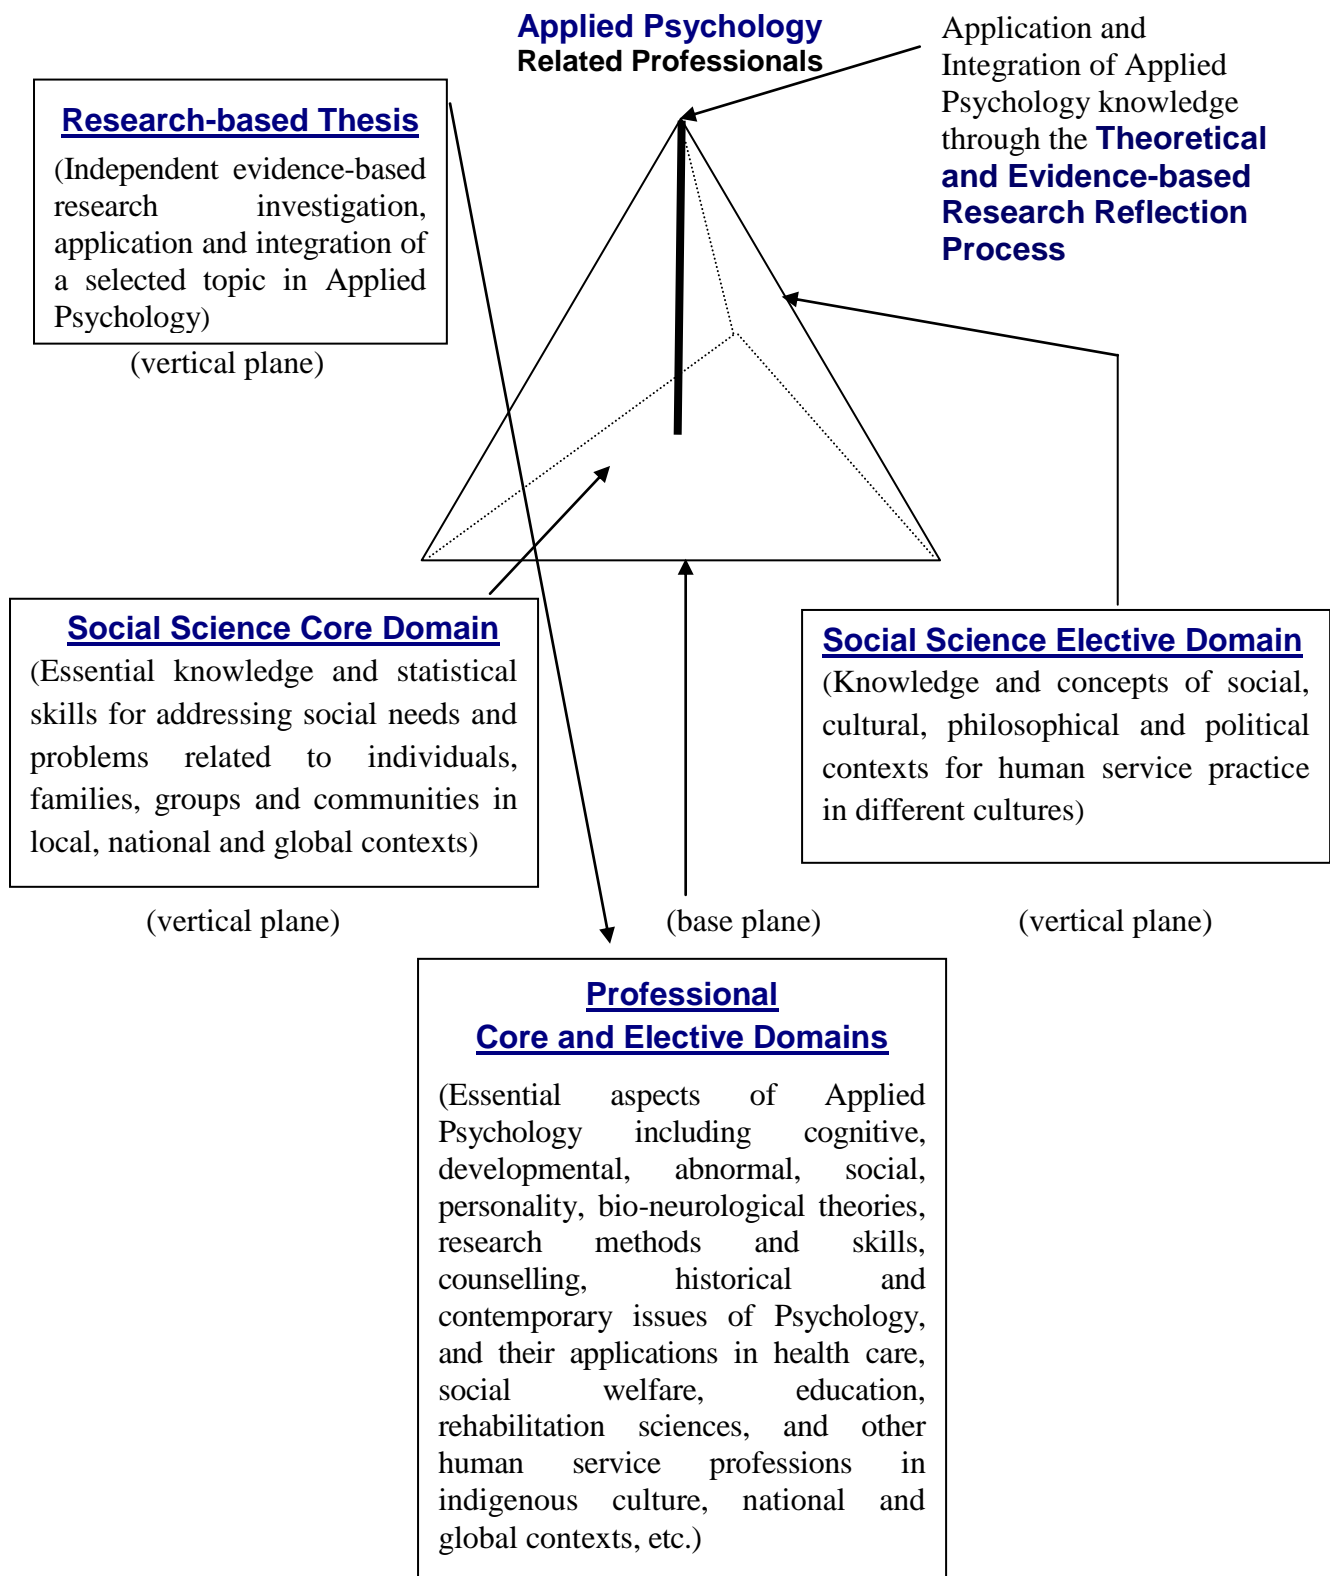 Applied Psychology
Related Professionals
Application and
Integration of Applied
Psychology knowledge
through the Theoretical
and Evidence-based
Research Reflection
Process
Research-based Thesis
(Independent evidence-based
research investigation,
application and integration of
a selected topic in Applied
Psychology)
(vertical plane)
Social Science Core Domain
(Essential knowledge and statistical
skills for addressing social needs and
problems related to individuals,
families, groups and communities in
local, national and global contexts)
(vertical plane)
(base plane)
Social Science Elective Domain
(Knowledge and concepts of social,
cultural, philosophical and political
contexts for human service practice
in different cultures)
(vertical plane)
Professional
Core and Elective Domains
(Essential aspects of Applied
Psychology including cognitive,
developmental, abnormal, social,
personality, bio-neurological theories,
research methods and skills,
counselling, historical and
contemporary issues of Psychology,
and their applications in health care,
social welfare, education,
rehabilitation sciences, and other
human service professions in
indigenous culture, national and
global contexts, etc.)